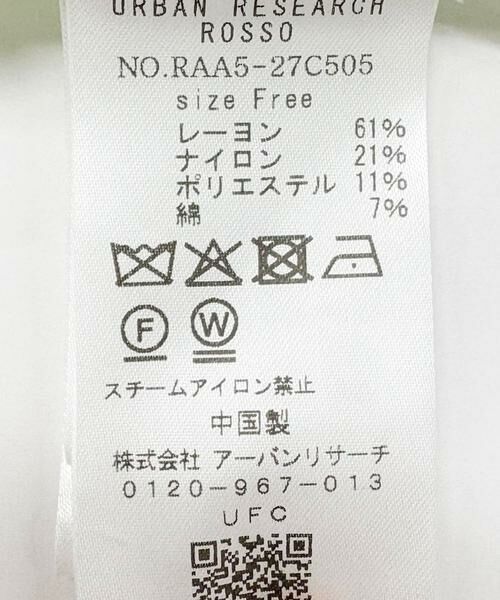 URBAN RESEARCH
ROSSO
NO.RAA5-27C505
size Free
レーヨン 61%
ナイロン 21%
ポリエステル 11%
綿 7%
F W
スチームアイロン禁止
中国製
株式会社 アーバンリサーチ
0120-967-013
UFC